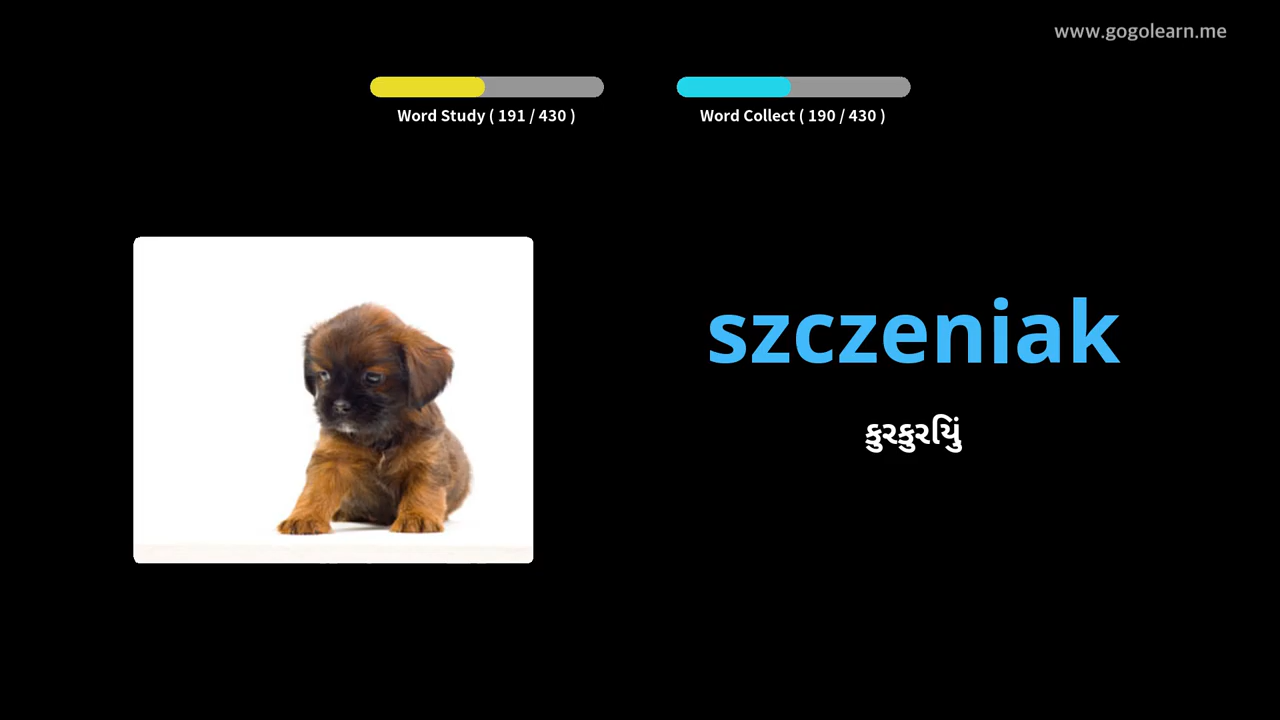 www.gogolearn.me
Word Study ( 191 / 430 )
Word Collect ( 190 / 430 )
szczeniak
કુરકુરિયું